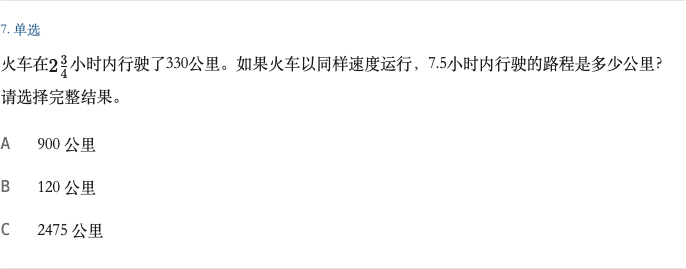 7. 单选
火车在2 3/4 小时内行驶了330公里。如果火车以同样速度运行，7.5小时内行驶的路程是多少公里?
请选择完整结果。
A 900 公里
B 120 公里
C 2475 公里